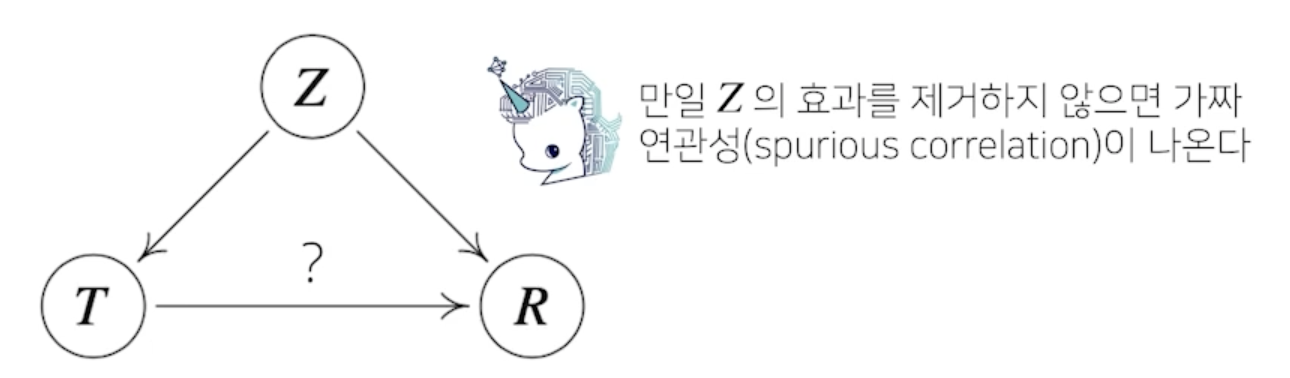 Z
만일 Z 의 효과를 제거하지 않으면 가짜
연관성(spurious correlation)이 나온다
?
T
R